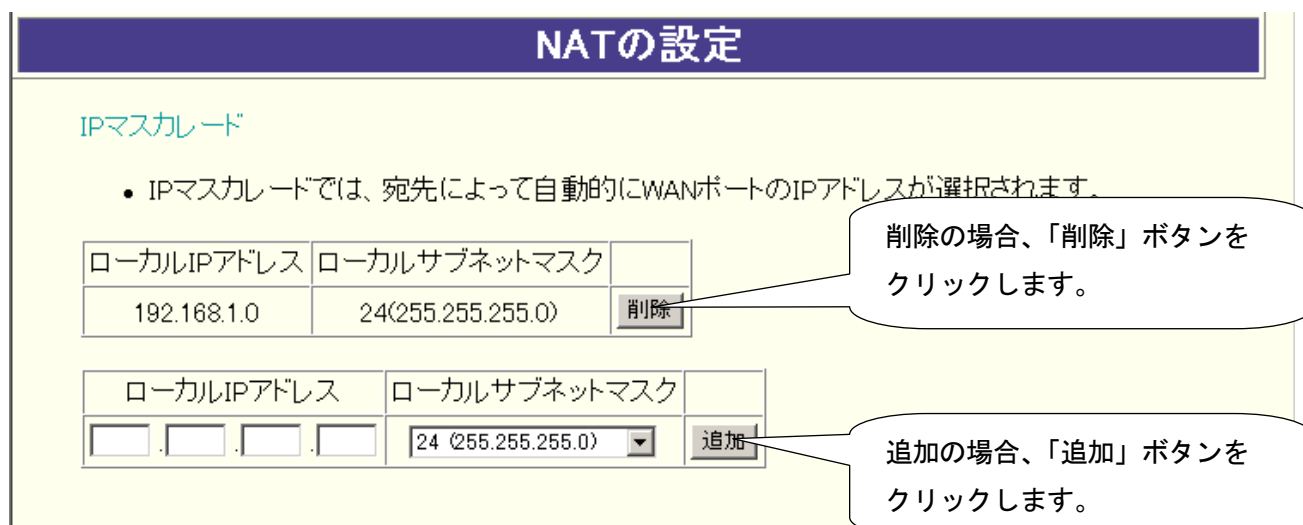 NATの設定
IPマスカレード
• IPマスカレードでは、宛先によって自動的にWANポートのIPアドレスが選択されます。
削除の場合、「削除」ボタンを
クリックします。
ローカルIPアドレス ローカルサブネットマスク
192.168.1.0 24(255.255.255.0) 削除
ローカルIPアドレス ローカルサブネットマスク
. . . 24 (255.255.255.0) 追加
追加の場合、「追加」ボタンを
クリックします。